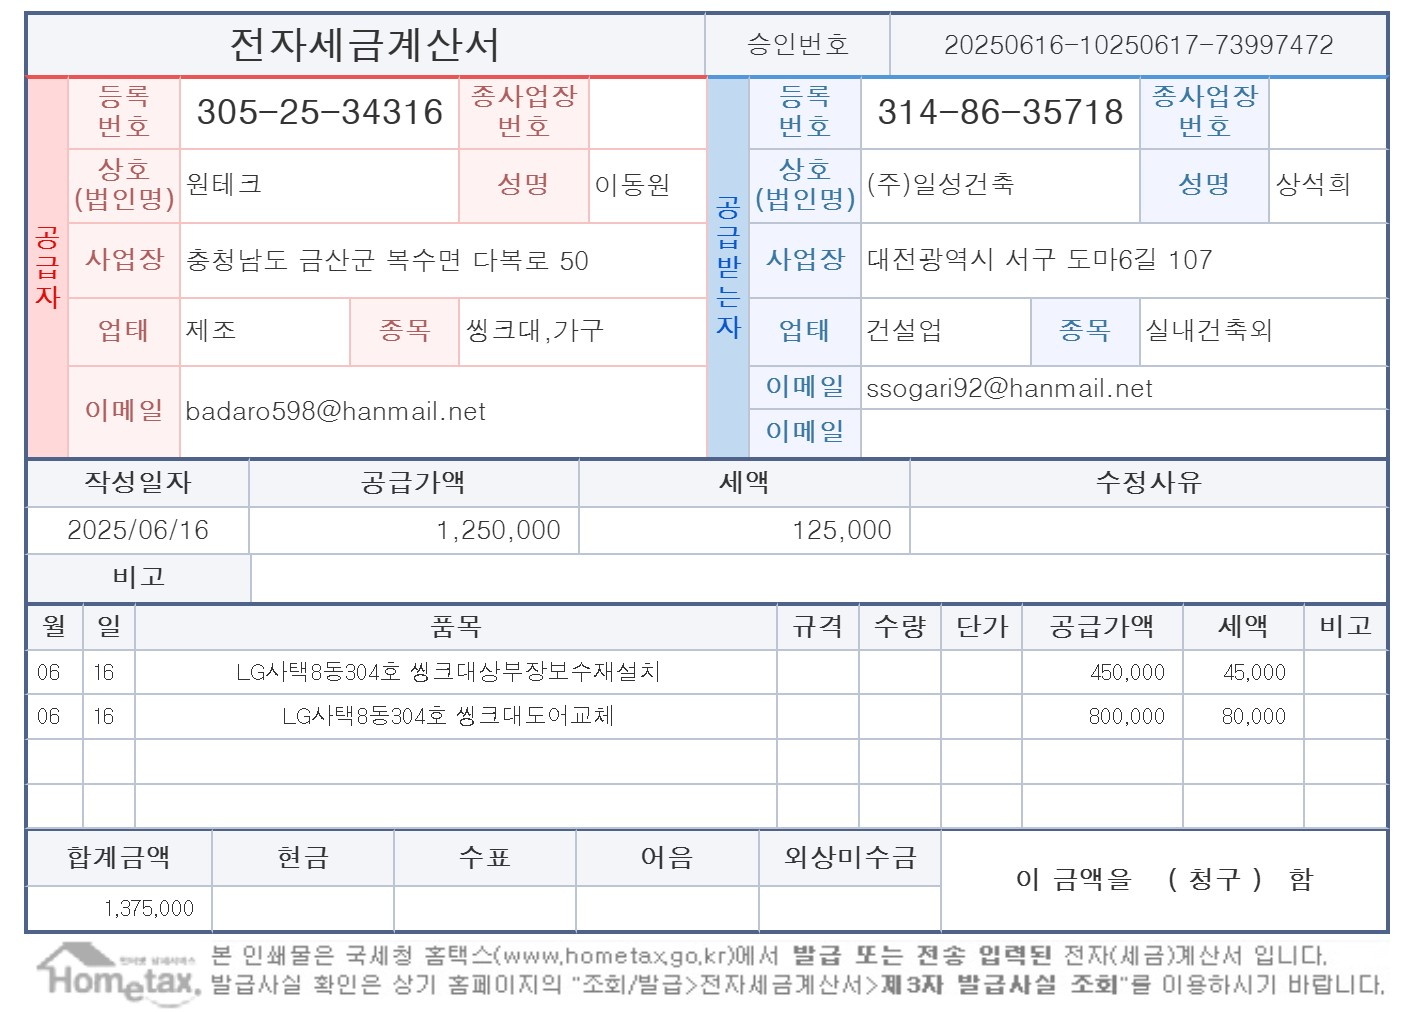 전자세금계산서 승인번호 20250616-10250617-73997472
공급자
등록번호 305-25-34316 종사업장번호
상호(법인명) 원테크 성명 이동원
사업장 충청남도 금산군 복수면 다복로 50
업태 제조 종목 씽크대,가구
이메일 badaro598@hanmail.net
공급받는자
등록번호 314-86-35718 종사업장번호
상호(법인명) (주)일성건축 성명 상석희
사업장 대전광역시 서구 도마6길 107
업태 건설업 종목 실내건축외
이메일 ssogari92@hanmail.net
이메일
작성일자 공급가액 세액 수정사유
2025/06/16 1,250,000 125,000
비고
월 일 품목 규격 수량 단가 공급가액 세액 비고
06 16 LG사택8동304호 씽크대상부장보수재설치 450,000 45,000
06 16 LG사택8동304호 씽크대도어교체 800,000 80,000
합계금액 현금 수표 어음 외상미수금 이 금액을 ( 청구 ) 함
1,375,000
Hometax.
본 인쇄물은 국세청 홈택스(www.hometax.go.kr)에서 발급 또는 전송 입력된 전자(세금)계산서 입니다.
발급사실 확인은 상기 홈페이지의 "조회/발급>전자세금계산서>제3자 발급사실 조회"를 이용하시기 바랍니다.